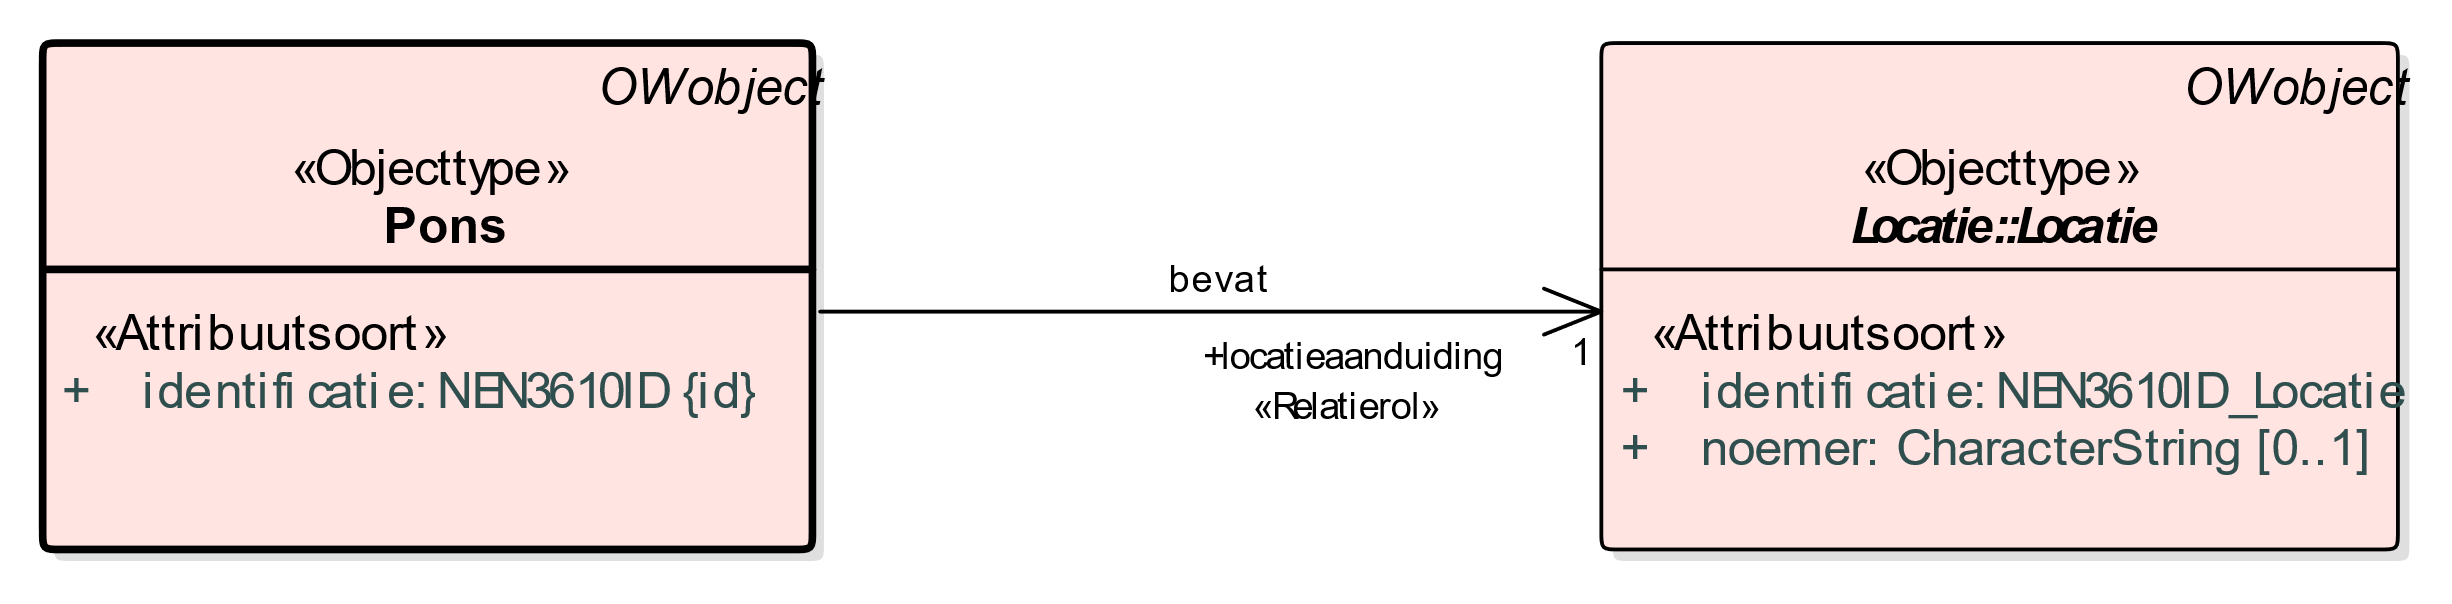 OWobject
«Objecttype»
Pons
«Attribuutsoort»
+ identificatie: NEN3610ID {id}
bevat
+locatieaanduiding
1
«Relatierol»
OWobject
«Objecttype»
Locatie::Locatie
«Attribuutsoort»
+ identificatie: NEN3610ID_Locatie
+ noemer: CharacterString [0..1]